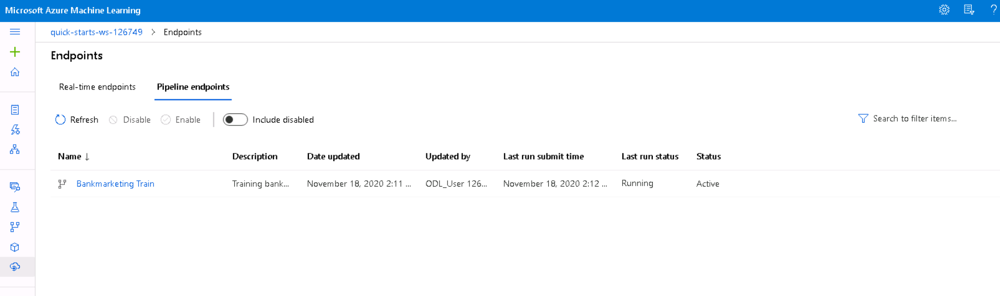 Microsoft Azure Machine Learning
?
quick-starts-ws-126749 > Endpoints
Endpoints
Real-time endpoints Pipeline endpoints
Refresh Disable Enable Include disabled Search to filter items...
Name ↓ Description Date updated Updated by Last run submit time Last run status Status
Bankmarketing Train Training bank... November 18, 2020 2:11 ... ODL_User 126... November 18, 2020 2:12 ... Running Active